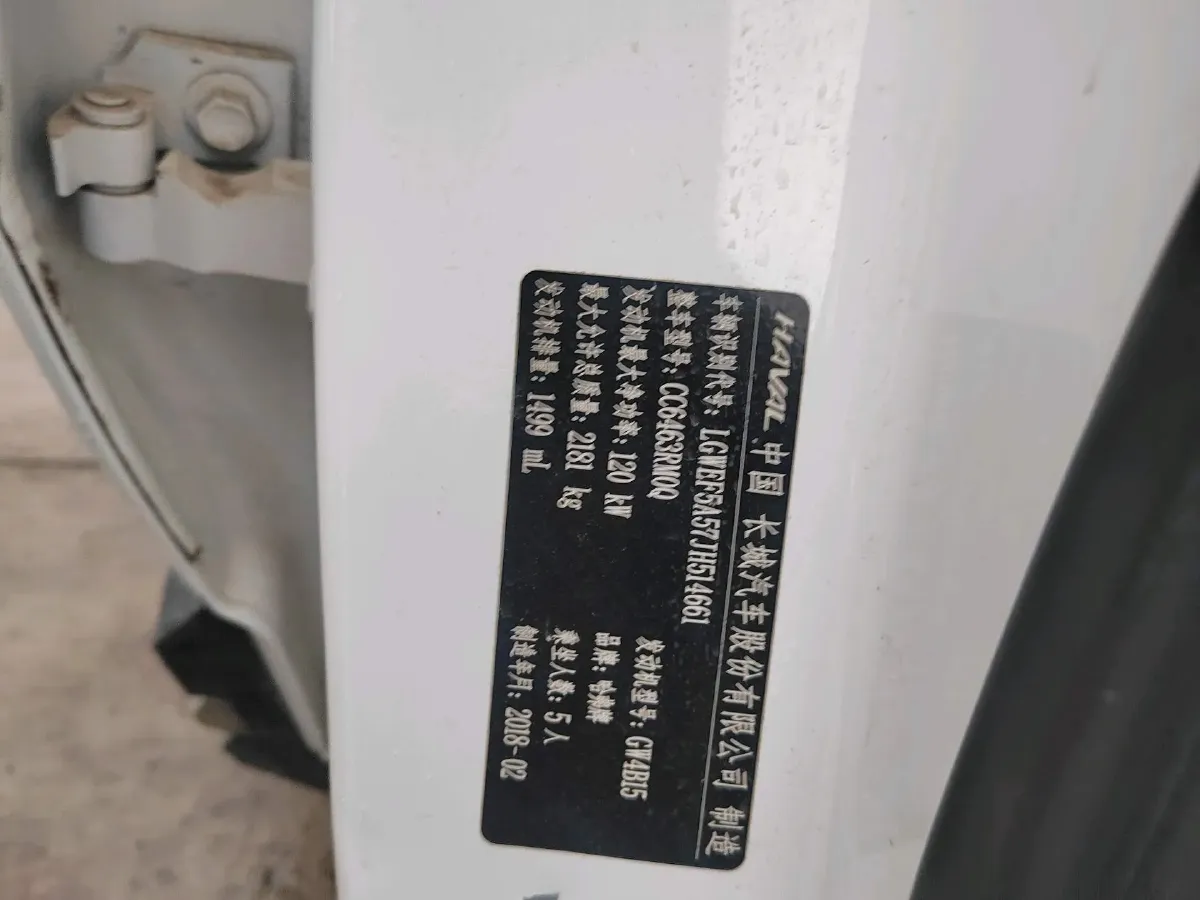 HAVAL 中国 长城汽车股份有限公司 制造
车辆识别代号：LGWEF5A57JH514661
整车型号：CC6463RM0Q
发动机型号：GW4B15
发动机最大净功率：120 kW
品牌：哈弗牌
最大允许总质量：2181 kg
乘坐人数：5 人
发动机排量：1499 mL
制造年月：2018-02